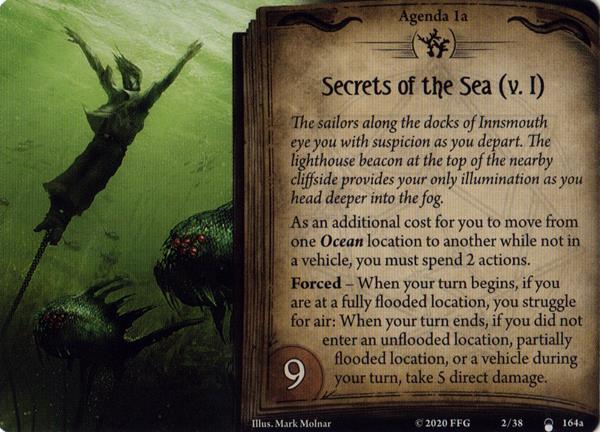 Agenda 1a
Secrets of the Sea (v. I)
The sailors along the docks of Innsmouth
eye you with suspicion as you depart. The
lighthouse beacon at the top of the nearby
cliffside provides your only illumination as you
head deeper into the fog.
As an additional cost for you to move from
one Ocean location to another while not in
a vehicle, you must spend 2 actions.
Forced – When your turn begins, if you
are at a fully flooded location, you struggle
for air: When your turn ends, if you did not
enter an unflooded location, partially
flooded location, or a vehicle during
your turn, take 5 direct damage.
9
Illus. Mark Molnar
© 2020 FFG
2/38
164a